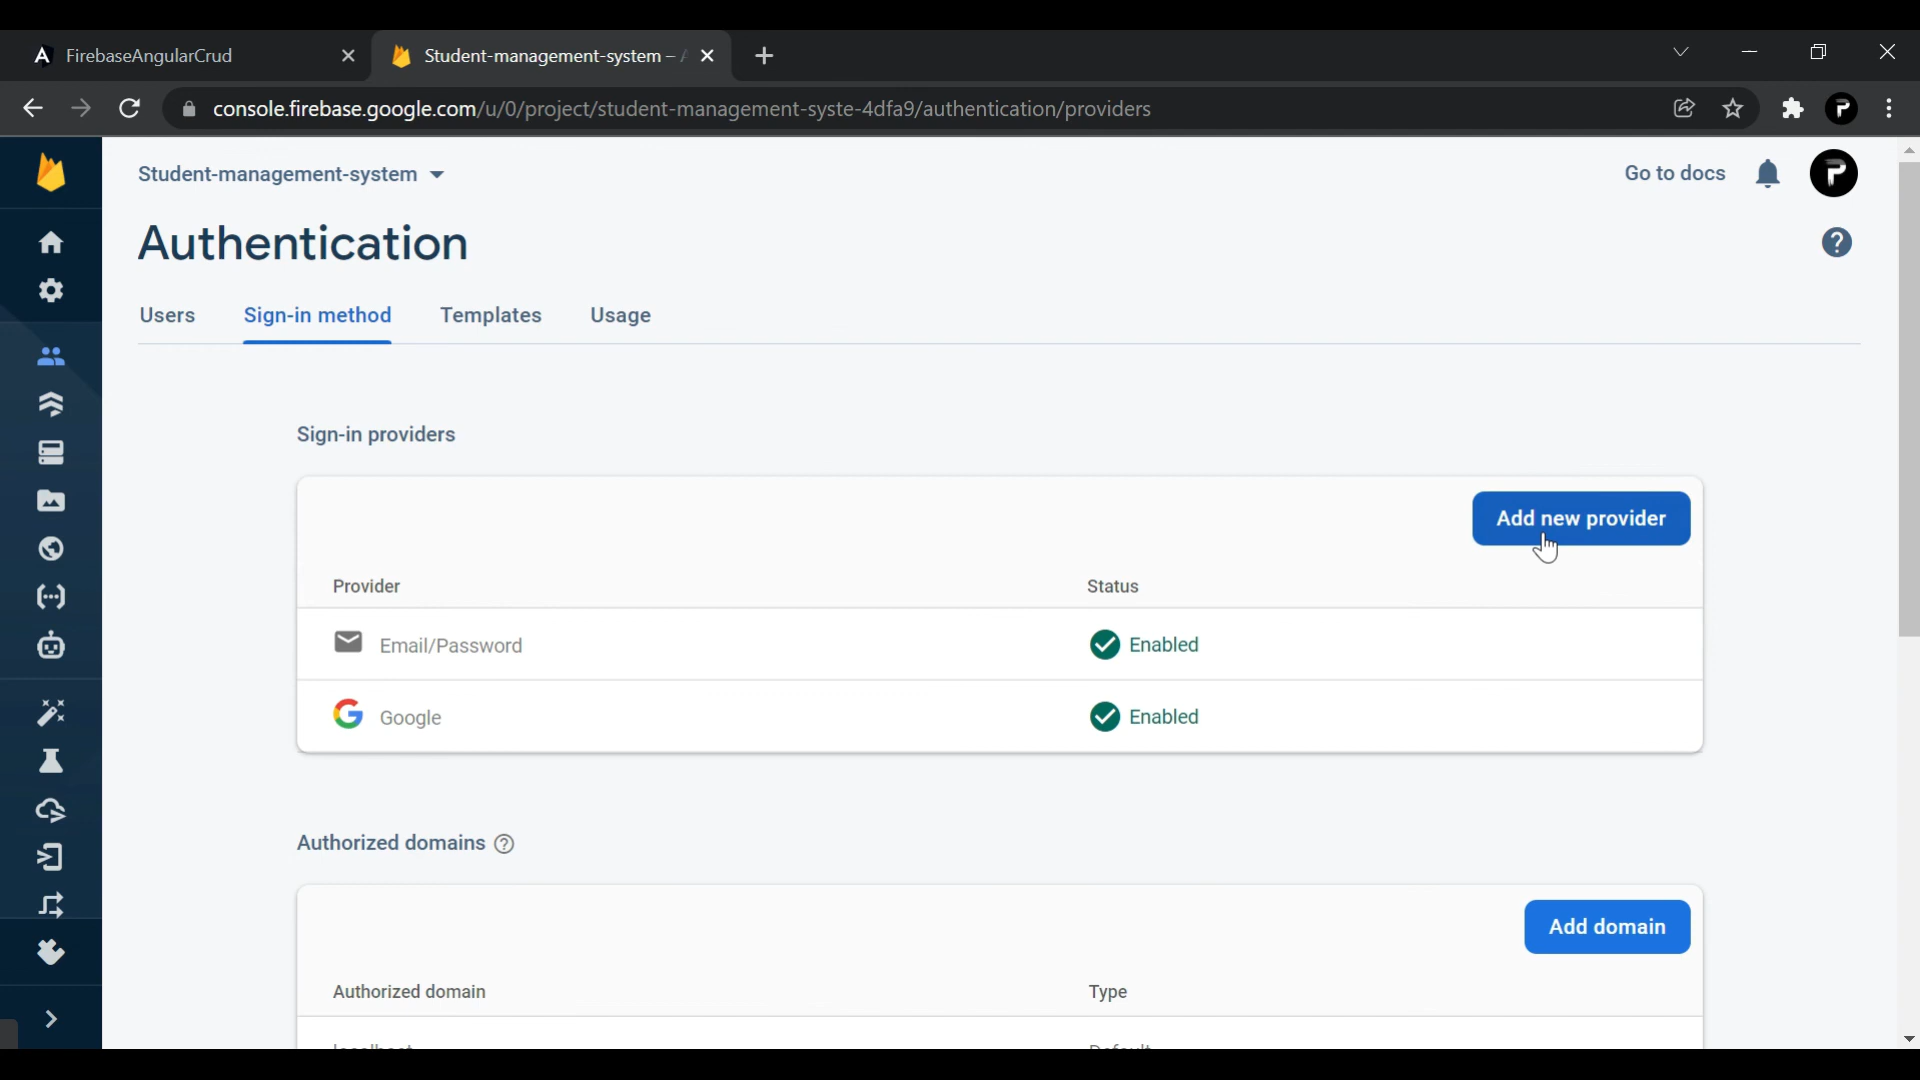 FirebaseAngularCrud
Student-management-system –
console.firebase.google.com/u/0/project/student-management-syste-4dfa9/authentication/providers
Student-management-system
Go to docs
Authentication
Users Sign-in method Templates Usage
Sign-in providers
Add new provider
Provider Status
Email/Password Enabled
Google Enabled
Authorized domains
Add domain
Authorized domain Type